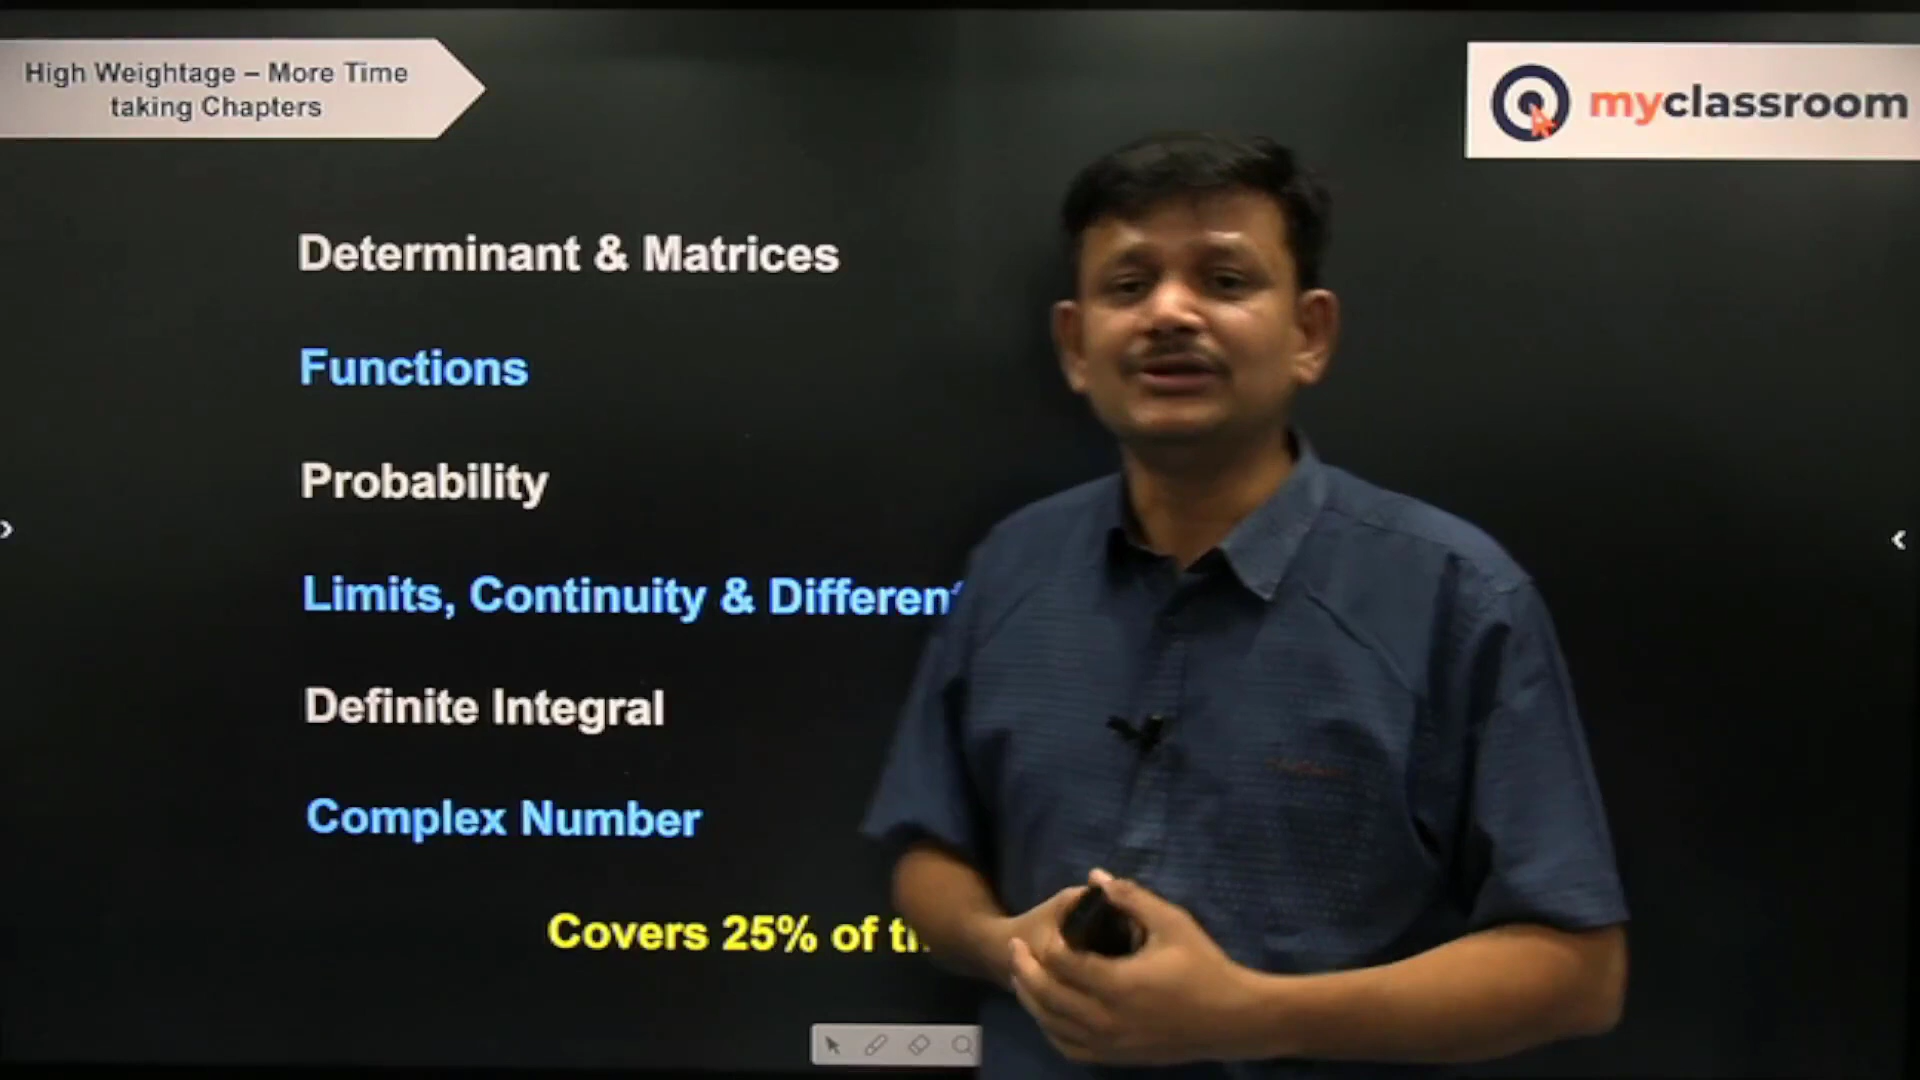 High Weightage – More Time
taking Chapters
myclassroom
Determinant & Matrices
Functions
Probability
Limits, Continuity &
Definite Integral
Complex Number
Covers 25% of